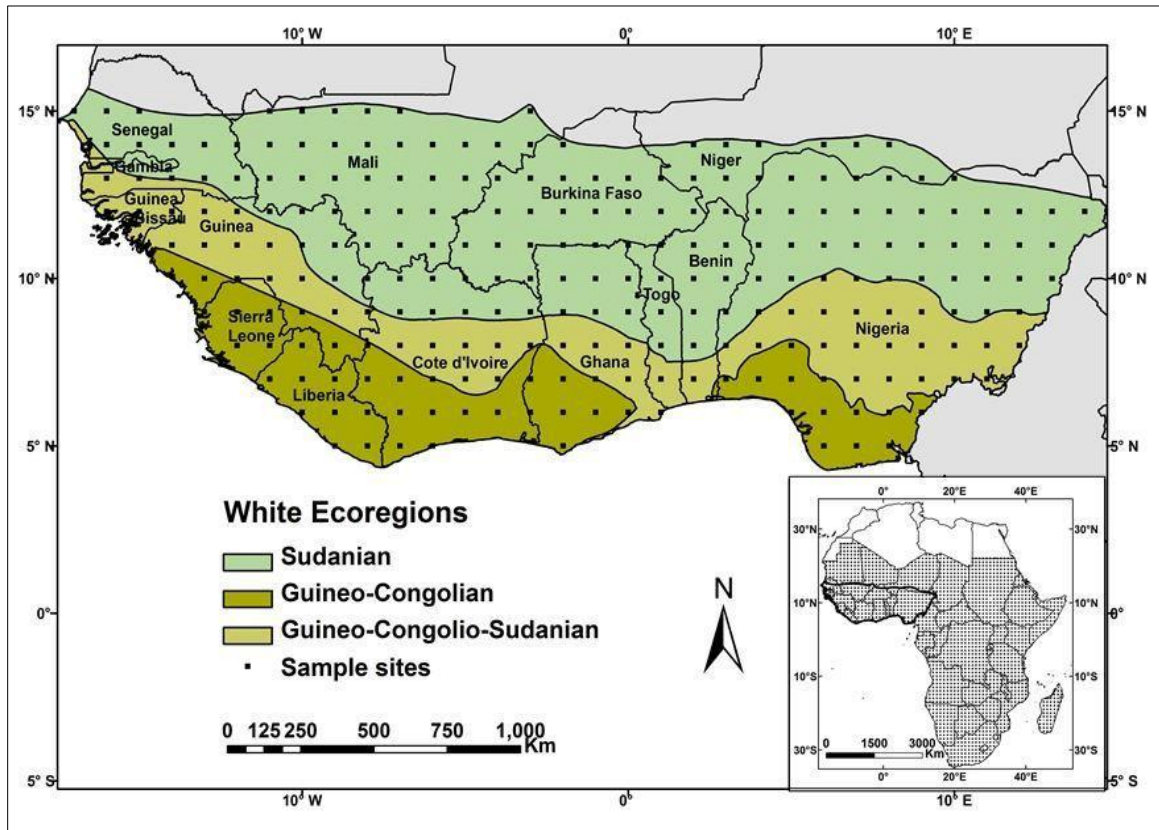 10° W
0°
10° E
15° N
15° N
Senegal
Mali
Niger
Gambia
Burkina Faso
Guinea
Bissau
Guinea
Benin
10° N
10° N
Togo
Sierra
Leone
Nigeria
Cote d'Ivoire
Ghana
Liberia
5° N
5° N
White Ecoregions
Sudanian
Guineo-Congolian
Guineo-Congolio-Sudanian
Sample sites
N
0 125 250 500 750 1,000
Km
0°
0°
5° S
5° S
10° W
0°
10° E
0° 20°E 40°E
30°N
30°N
10°N
10°N
10°S
10°S
30°S
30°S
0 1500 3000
Km
0° 20°E 40°E